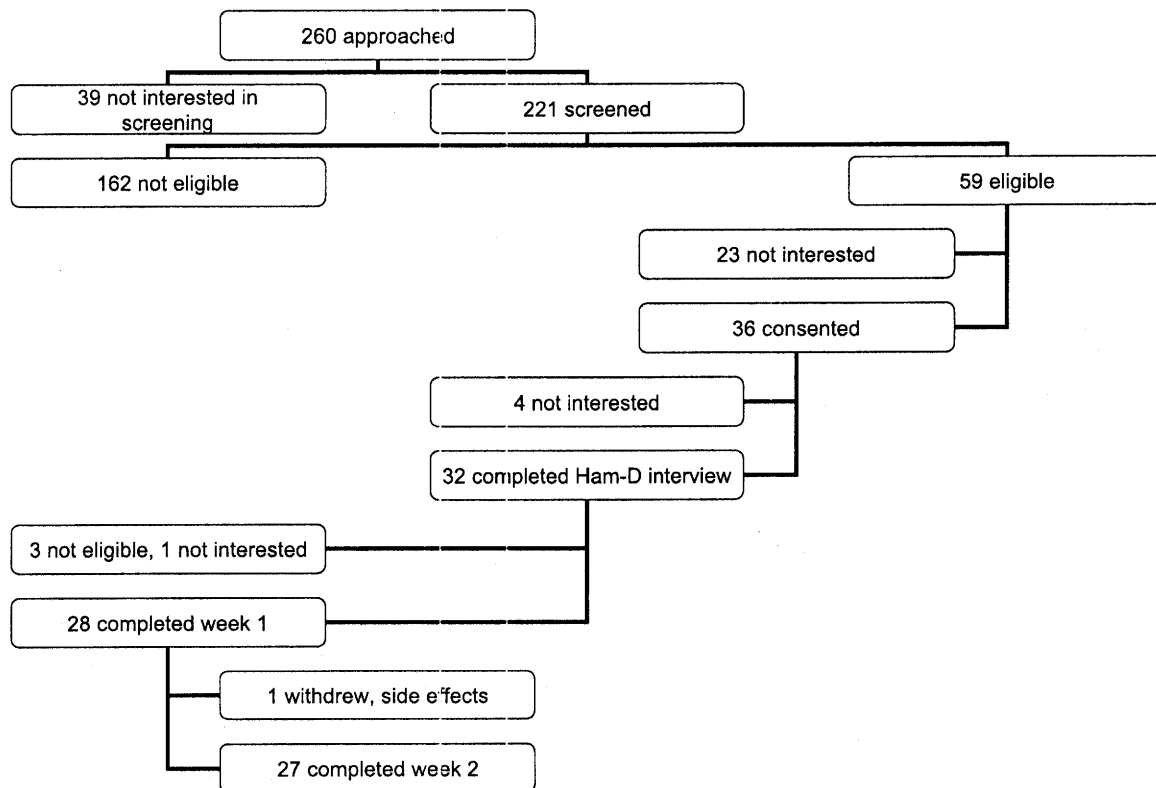 260 approached
39 not interested in
screening
221 screened
162 not eligible
59 eligible
23 not interested
36 consented
4 not interested
32 completed Ham-D interview
3 not eligible, 1 not interested
28 completed week 1
1 withdrew, side effects
27 completed week 2